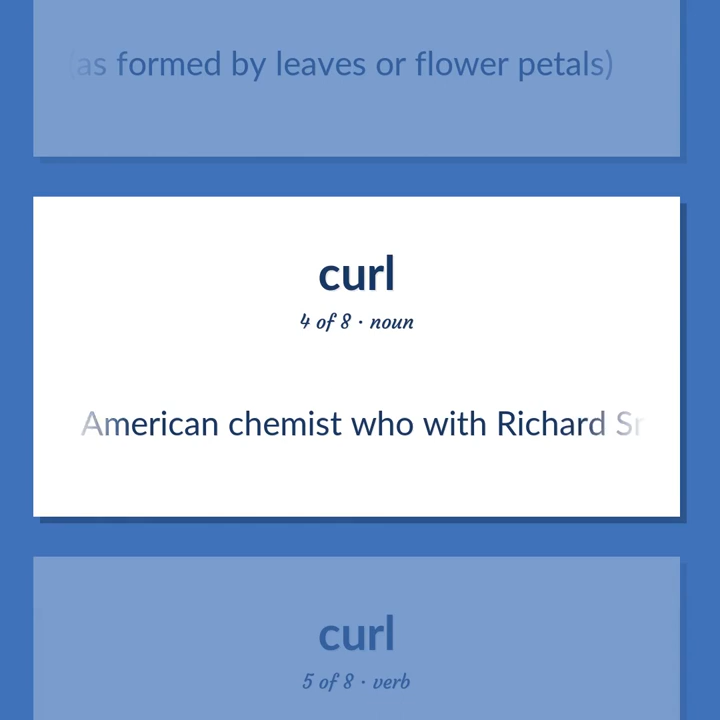 (as formed by leaves or flower petals)
curl
4 of 8 · noun
American chemist who with Richard
curl
5 of 8 · verb